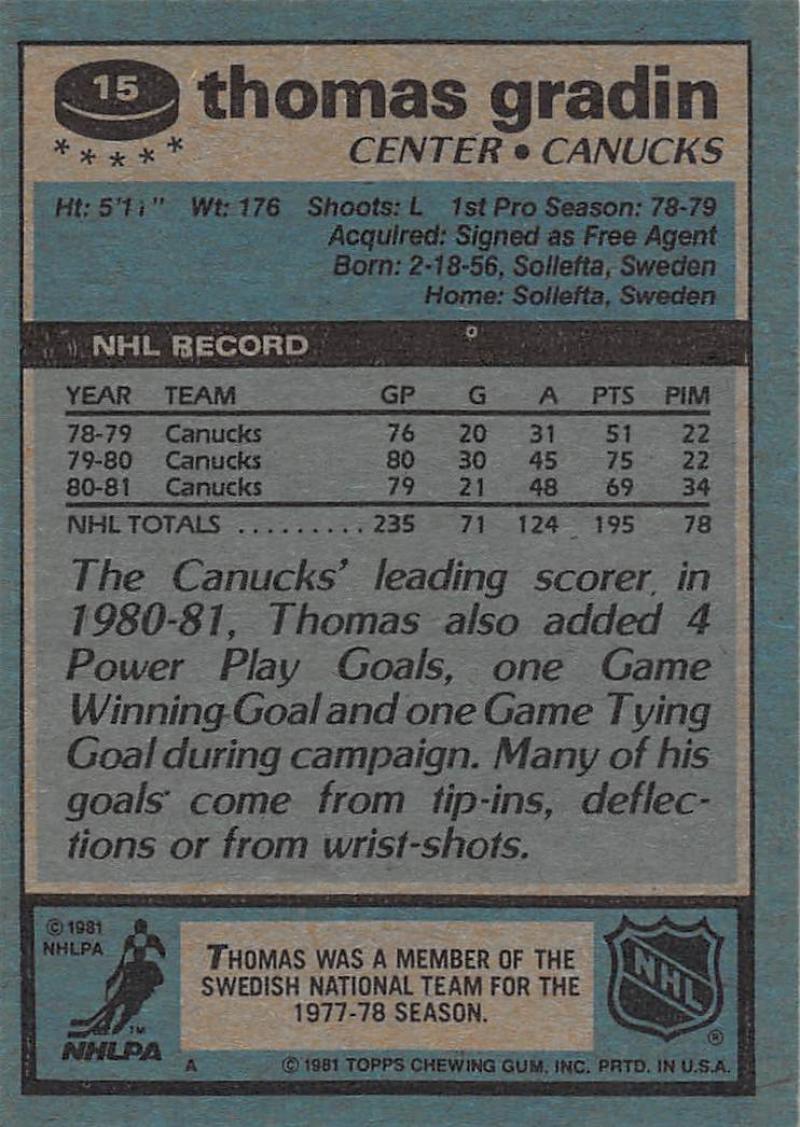 15
thomas gradin
* * * * *
CENTER • CANUCKS
Ht: 5'11" Wt: 176 Shoots: L 1st Pro Season: 78-79
Acquired: Signed as Free Agent
Born: 2-18-56, Sollefta, Sweden
Home: Sollefta, Sweden
NHL RECORD
YEAR TEAM GP G A PTS PIM
78-79 Canucks 76 20 31 51 22
79-80 Canucks 80 30 45 75 22
80-81 Canucks 79 21 48 69 34
NHL TOTALS .......... 235 71 124 195 78
The Canucks' leading scorer in
1980-81, Thomas also added 4
Power Play Goals, one Game
Winning Goal and one Game Tying
Goal during campaign. Many of his
goals come from tip-ins, deflec-
tions or from wrist-shots.
© 1981
NHLPA
TM
NHLPA
THOMAS WAS A MEMBER OF THE
SWEDISH NATIONAL TEAM FOR THE
1977-78 SEASON.
NHL
®
A © 1981 TOPPS CHEWING GUM, INC. PRTD. IN U.S.A.